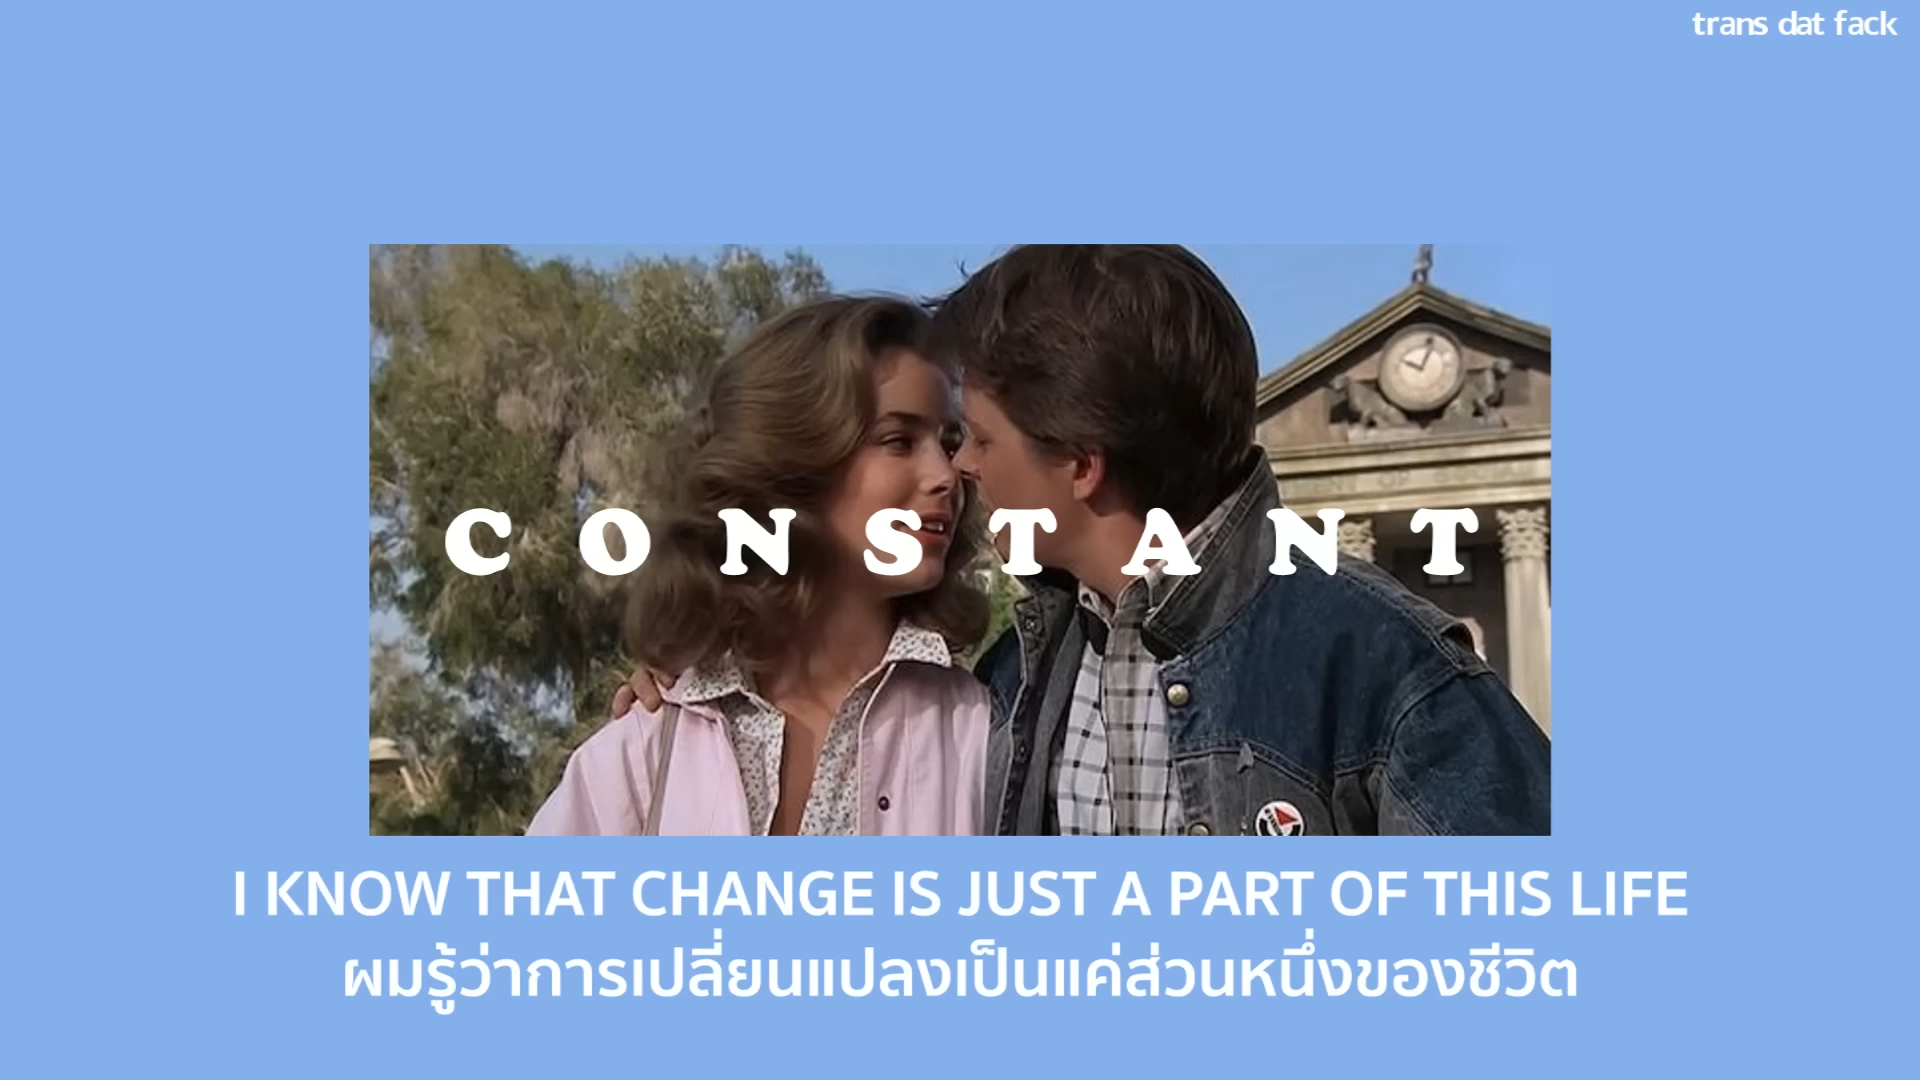 trans dat fack
CONSTANT
I KNOW THAT CHANGE IS JUST A PART OF THIS LIFE
ผมรู้ว่าการเปลี่ยนแปลงเป็นแค่ส่วนหนึ่งของชีวิต